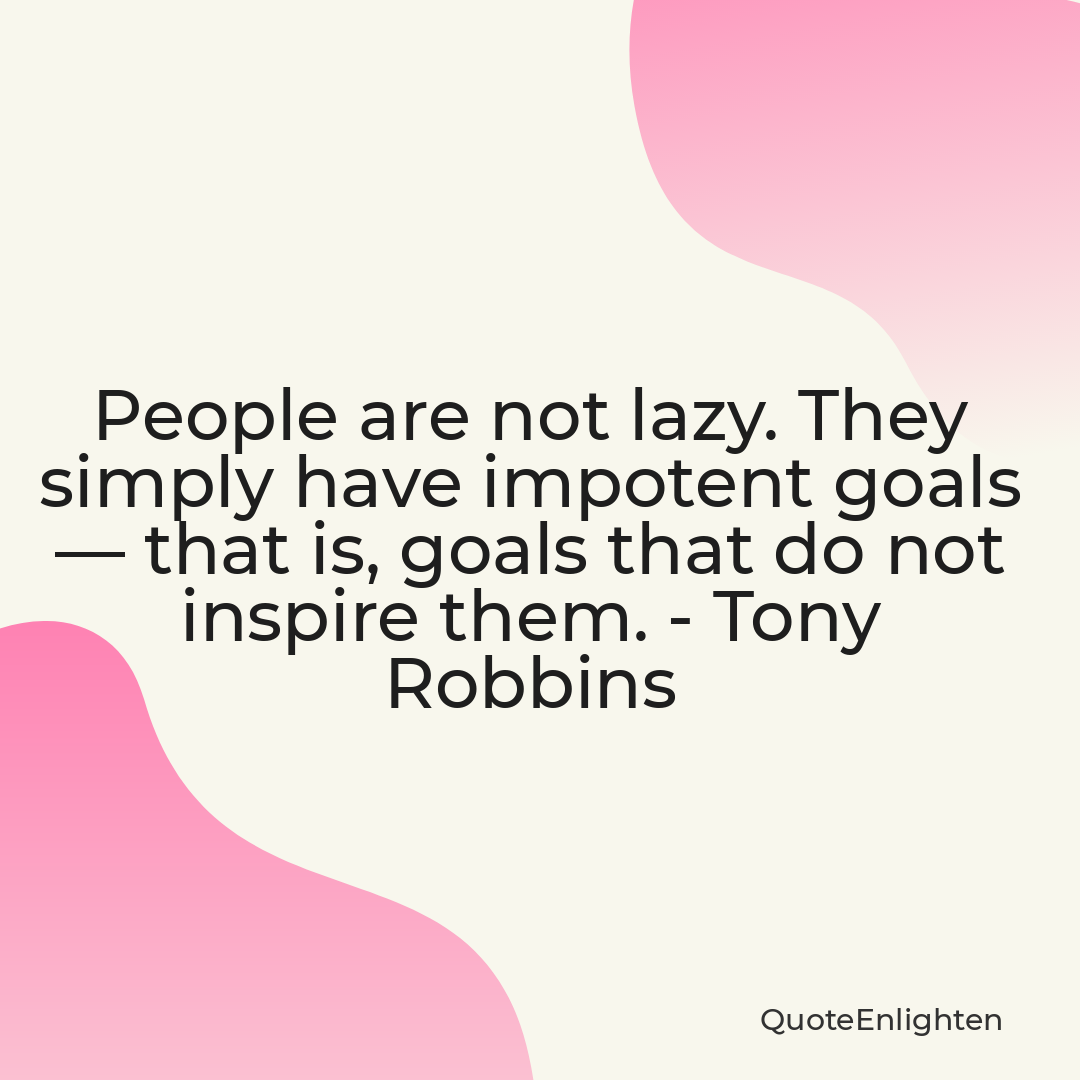 People are not lazy. They
simply have impotent goals
— that is, goals that do not
inspire them. - Tony
Robbins
QuoteEnlighten